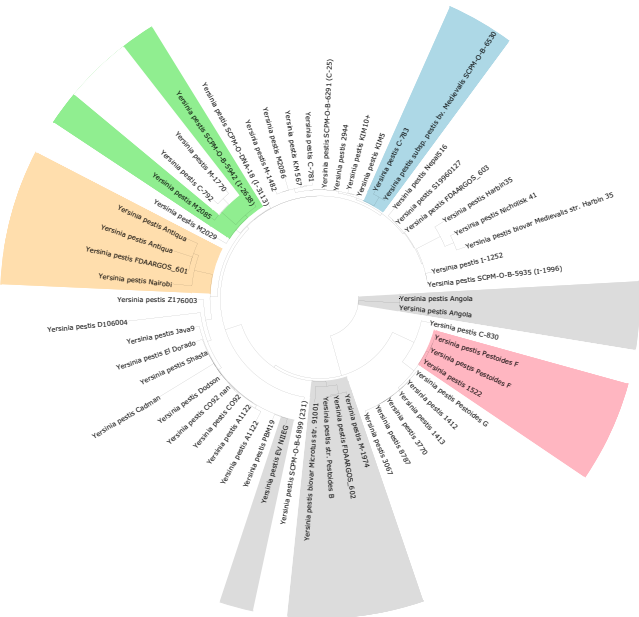 Yersinia pestis SCPM-O-B-6291 (C-25)
Yersinia pestis 2944
Yersinia pestis KIM10+
Yersinia pestis KIM5
Yersinia pestis C-783
Yersinia pestis subsp. pestis bv. Medievalis SCPM-O-B-6530
Yersinia pestis Nepal516
Yersinia pestis S19960127
Yersinia pestis FDAARGOS_603
Yersinia pestis Harbin35
Yersinia pestis Nicholisk 41
Yersinia pestis biovar Medievalis str. Harbin 35
Yersinia pestis I-1252
Yersinia pestis SCPM-O-B-5935 (I-1996)
Yersinia pestis Angola
Yersinia pestis Angola
Yersinia pestis C-830
Yersinia pestis Pestoides F
Yersinia pestis Pestoides F
Yersinia pestis 1522
Yersinia pestis Pestoides G
Yersinia pestis 1412
Yersinia pestis 1413
Yersinia pestis 3770
Yersinia pestis 8787
Yersinia pestis 3067
Yersinia pestis M-1974
Yersinia pestis FDAARGOS_602
Yersinia pestis str. Pestoides B
Yersinia pestis biovar Microtus str. 91001
Yersinia pestis SCPM-O-B-6899 (231)
Yersinia pestis EV NIIEG
Yersinia pestis PBM19
Yersinia pestis A1122
Yersinia pestis A1122
Yersinia pestis CO92
Yersinia pestis CO92 nan
Yersinia pestis Dodson
Yersinia pestis Cadman
Yersinia pestis Shasta
Yersinia pestis El Dorado
Yersinia pestis Java9
Yersinia pestis D106004
Yersinia pestis Z176003
Yersinia pestis Nairobi
Yersinia pestis FDAARGOS_601
Yersinia pestis Antiqua
Yersinia pestis Antiqua
Yersinia pestis M2029
Yersinia pestis M2085
Yersinia pestis C-792
Yersinia pestis M-1770
Yersinia pestis SCPM-O-B-5942 (I-2638)
Yersinia pestis SCPM-O-DNA-18 (I-3113)
Yersinia pestis M-1482
Yersinia pestis M2086
Yersinia pestis KM 567
Yersinia pestis C-781